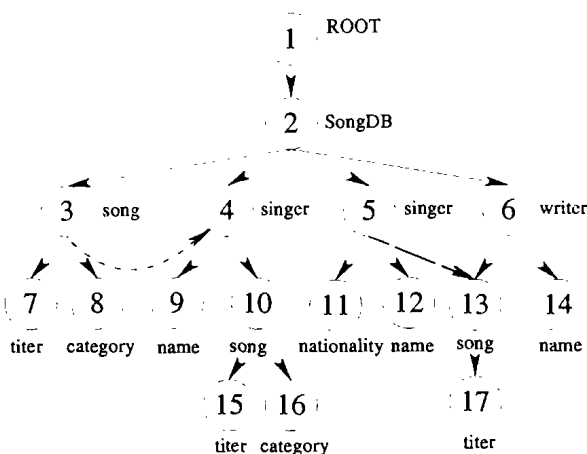 1 ROOT
2 SongDB
3 song 4 singer 5 singer 6 writer
7 8 9 10 11 12 13 14
titer category name song nationality name song name
15 16 17
titer category titer